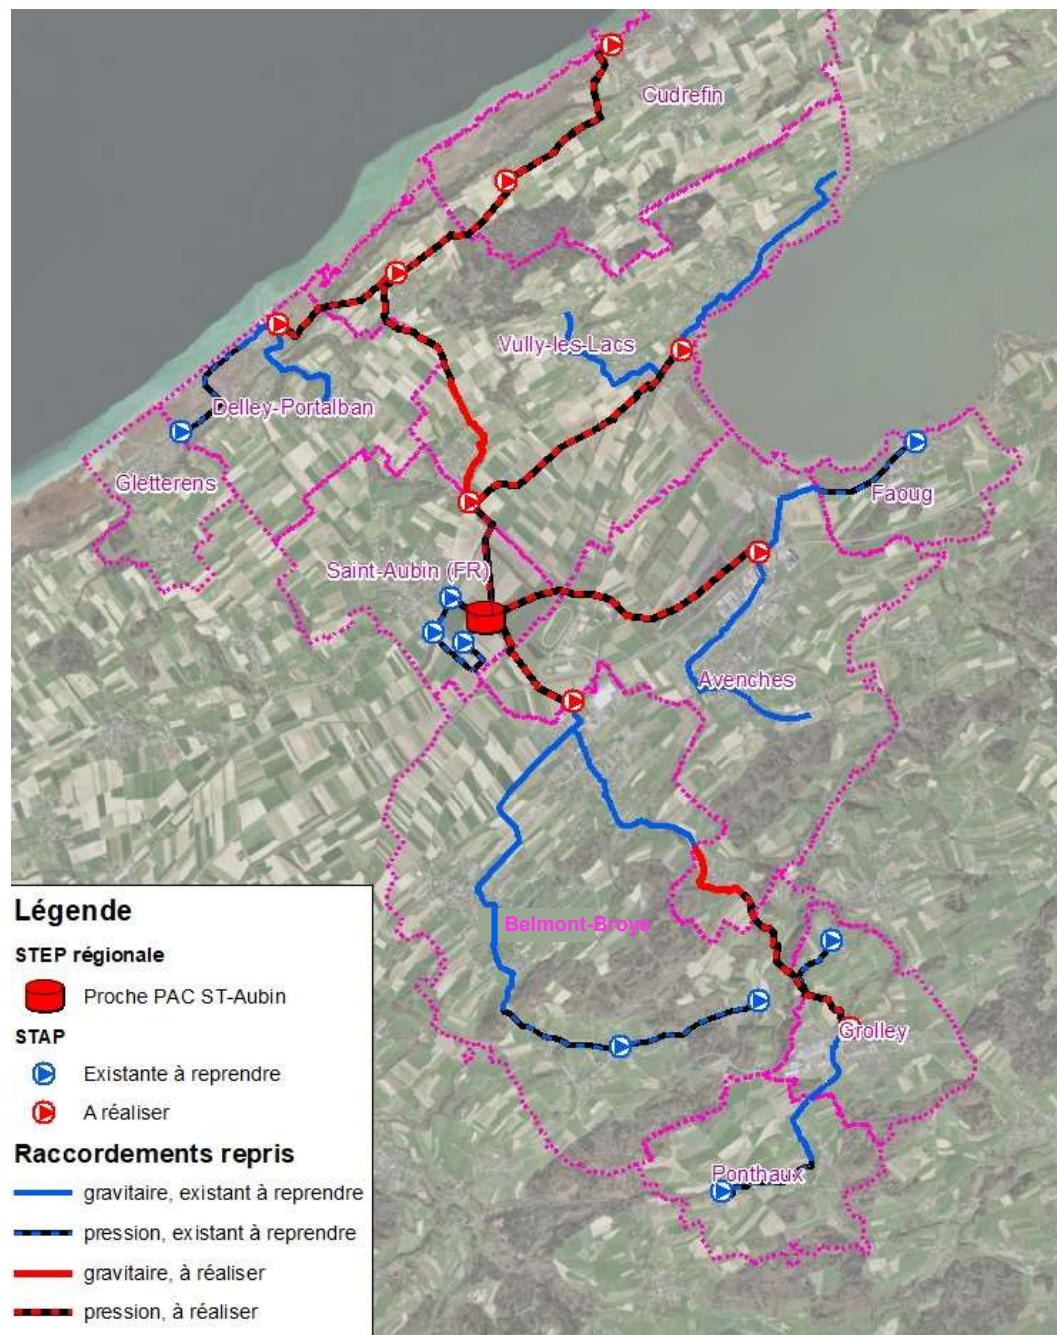 Cudrefin
Vully-les-Lacs
Delley-Portalban
Gletterens
Faoug
Saint-Aubin (FR)
Avenches
Belmont-Broye
Grolley
Ponthaux
Légende
STEP régionale
Proche PAC ST-Aubin
STAP
Existante à reprendre
A réaliser
Raccordements repris
gravitaire, existant à reprendre
pression, existant à reprendre
gravitaire, à réaliser
pression, à réaliser